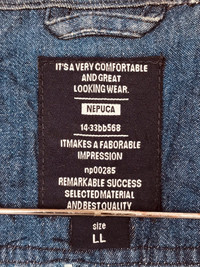 IT'S A VERY COMFORTABLE
AND GREAT
LOOKING WEAR.
NEPUCA
14-33bb568
ITMAKES A FABORABLE
IMPRESSION
np00285
REMARKABLE SUCCESS
SELECTED MATERIAL
AND BEST QUALITY
size
LL